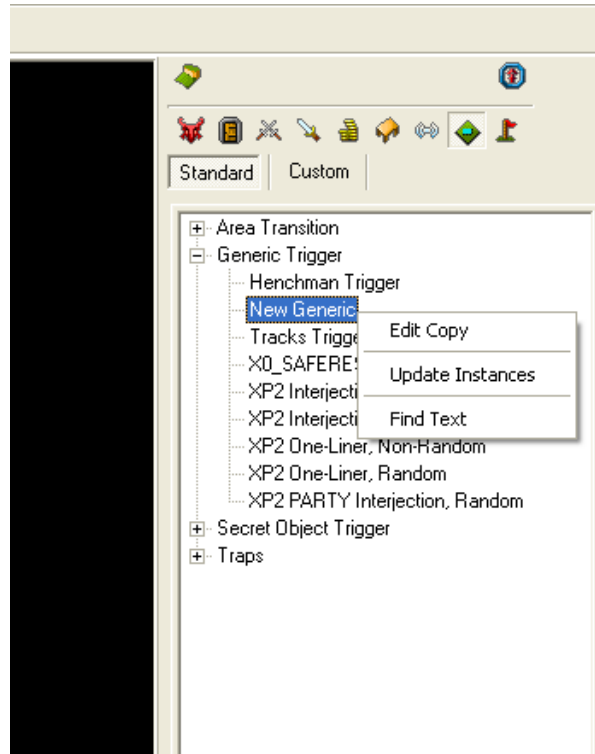 Standard
Custom
Area Transition
Generic Trigger
Henchman Trigger
New Generic
Edit Copy
Tracks Trigge
X0_SAFERES
Update Instances
XP2 Interjecti
XP2 Interjecti
Find Text
XP2 One-Liner, Non-Random
XP2 One-Liner, Random
XP2 PARTY Interjection, Random
Secret Object Trigger
Traps